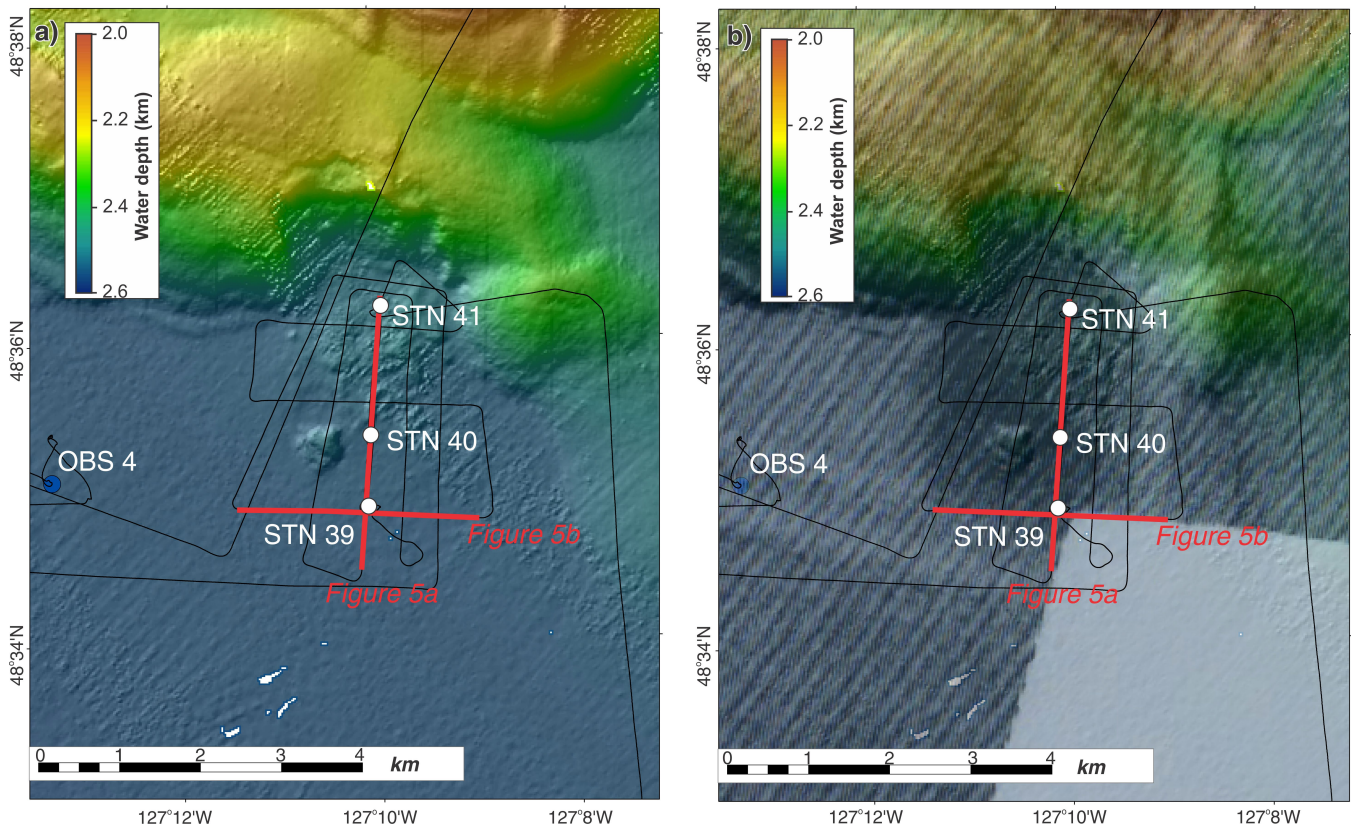 a)
2.0
2.2
2.4
2.6
Water depth (km)
48°38'N
48°36'N
48°34'N
STN 41
STN 40
OBS 4
STN 39
Figure 5b
Figure 5a
0 1 2 3 4
km
127°12'W 127°10'W 127°8'W
b)
2.0
2.2
2.4
2.6
Water depth (km)
48°38'N
48°36'N
48°34'N
STN 41
STN 40
OBS 4
STN 39
Figure 5b
Figure 5a
0 1 2 3 4
km
127°12'W 127°10'W 127°8'W